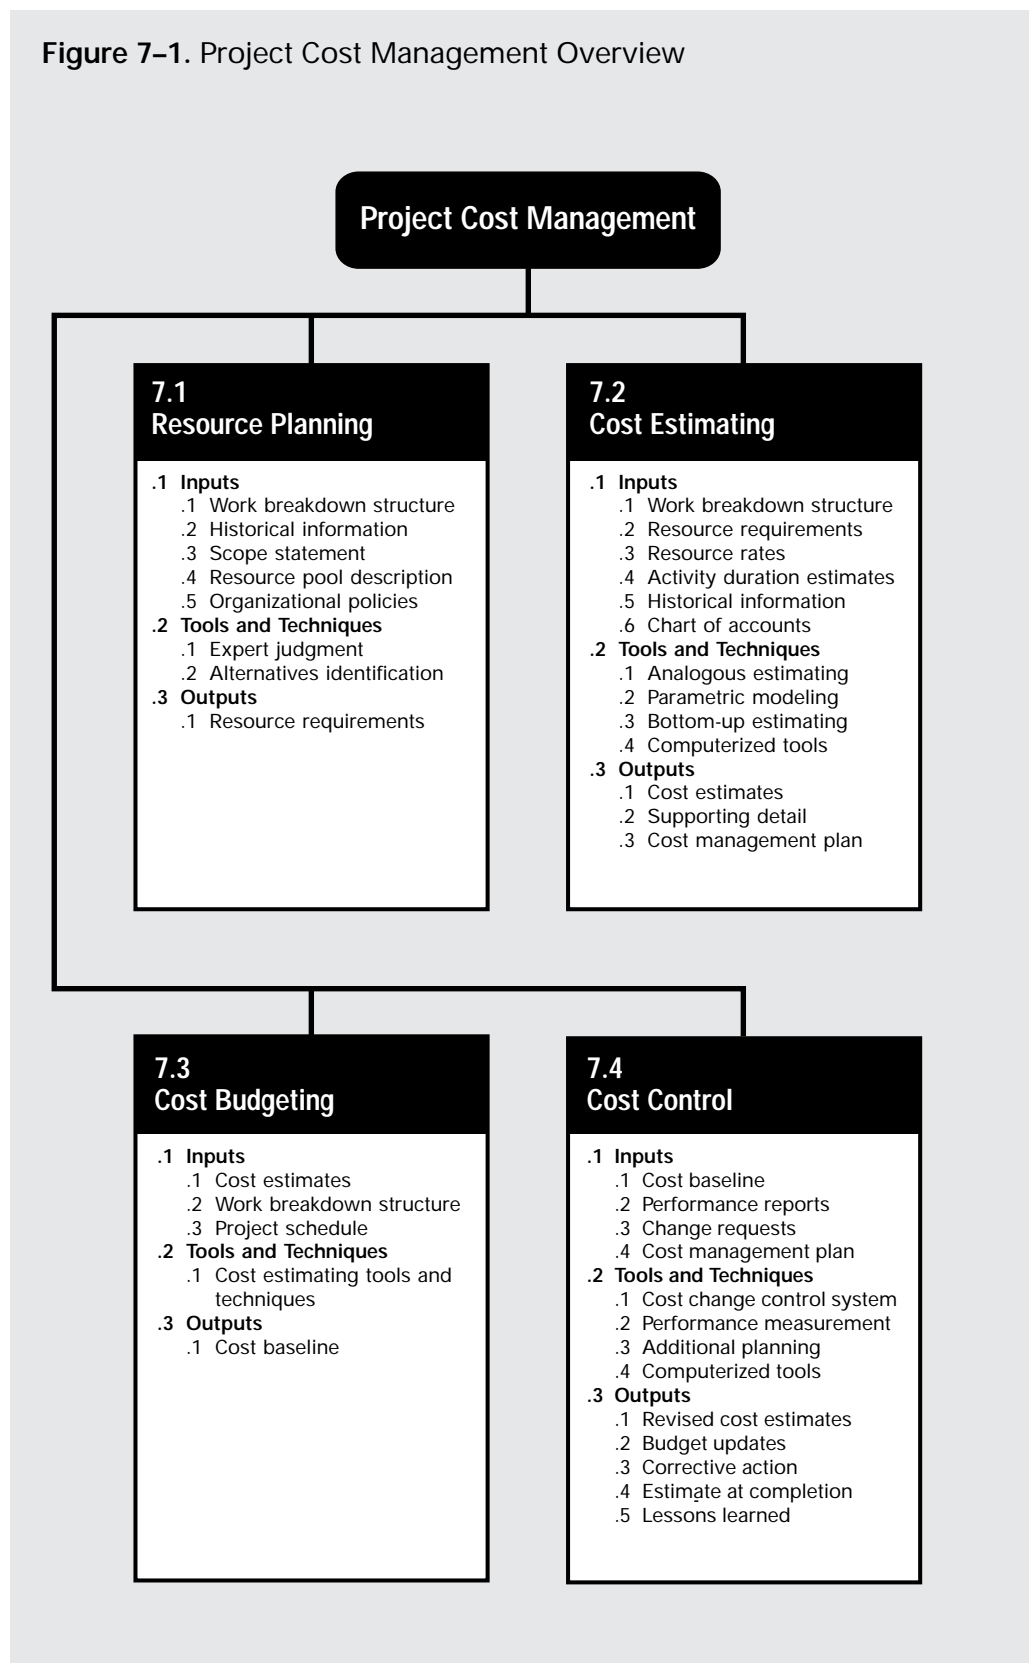 Figure 7–1. Project Cost Management Overview
Project Cost Management
7.1
Resource Planning
.1 Inputs
.1 Work breakdown structure
.2 Historical information
.3 Scope statement
.4 Resource pool description
.5 Organizational policies
.2 Tools and Techniques
.1 Expert judgment
.2 Alternatives identification
.3 Outputs
.1 Resource requirements
7.2
Cost Estimating
.1 Inputs
.1 Work breakdown structure
.2 Resource requirements
.3 Resource rates
.4 Activity duration estimates
.5 Historical information
.6 Chart of accounts
.2 Tools and Techniques
.1 Analogous estimating
.2 Parametric modeling
.3 Bottom-up estimating
.4 Computerized tools
.3 Outputs
.1 Cost estimates
.2 Supporting detail
.3 Cost management plan
7.3
Cost Budgeting
.1 Inputs
.1 Cost estimates
.2 Work breakdown structure
.3 Project schedule
.2 Tools and Techniques
.1 Cost estimating tools and
techniques
.3 Outputs
.1 Cost baseline
7.4
Cost Control
.1 Inputs
.1 Cost baseline
.2 Performance reports
.3 Change requests
.4 Cost management plan
.2 Tools and Techniques
.1 Cost change control system
.2 Performance measurement
.3 Additional planning
.4 Computerized tools
.3 Outputs
.1 Revised cost estimates
.2 Budget updates
.3 Corrective action
.4 Estimate at completion
.5 Lessons learned